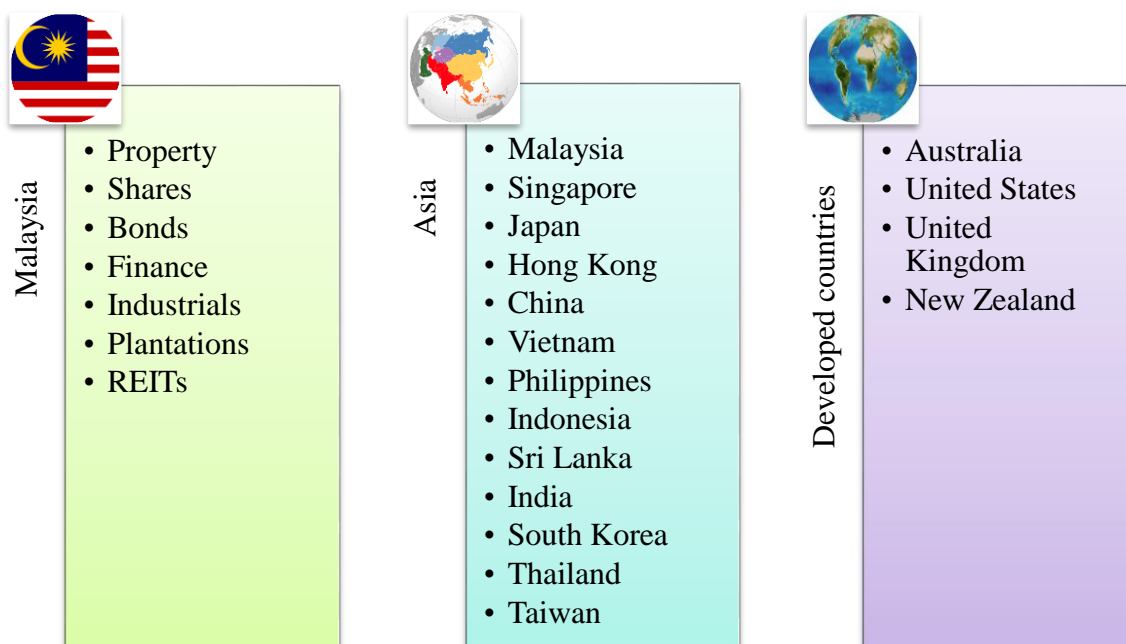 Malaysia
• Property
• Shares
• Bonds
• Finance
• Industrials
• Plantations
• REITs
Asia
• Malaysia
• Singapore
• Japan
• Hong Kong
• China
• Vietnam
• Philippines
• Indonesia
• Sri Lanka
• India
• South Korea
• Thailand
• Taiwan
Developed countries
• Australia
• United States
• United
Kingdom
• New Zealand